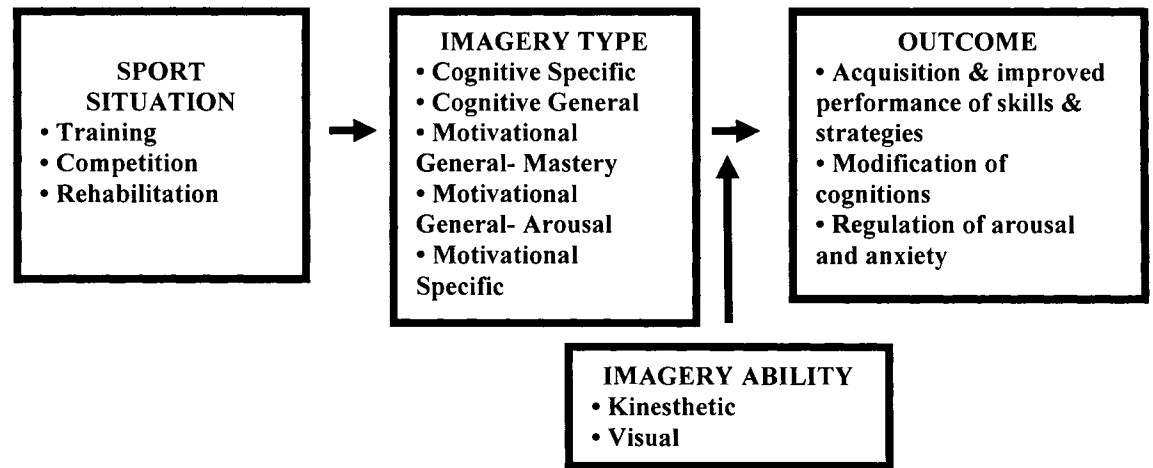 SPORT
SITUATION
• Training
• Competition
• Rehabilitation
IMAGERY TYPE
• Cognitive Specific
• Cognitive General
• Motivational
General- Mastery
• Motivational
General- Arousal
• Motivational
Specific
OUTCOME
• Acquisition & improved
performance of skills &
strategies
• Modification of
cognitions
• Regulation of arousal
and anxiety
IMAGERY ABILITY
• Kinesthetic
• Visual